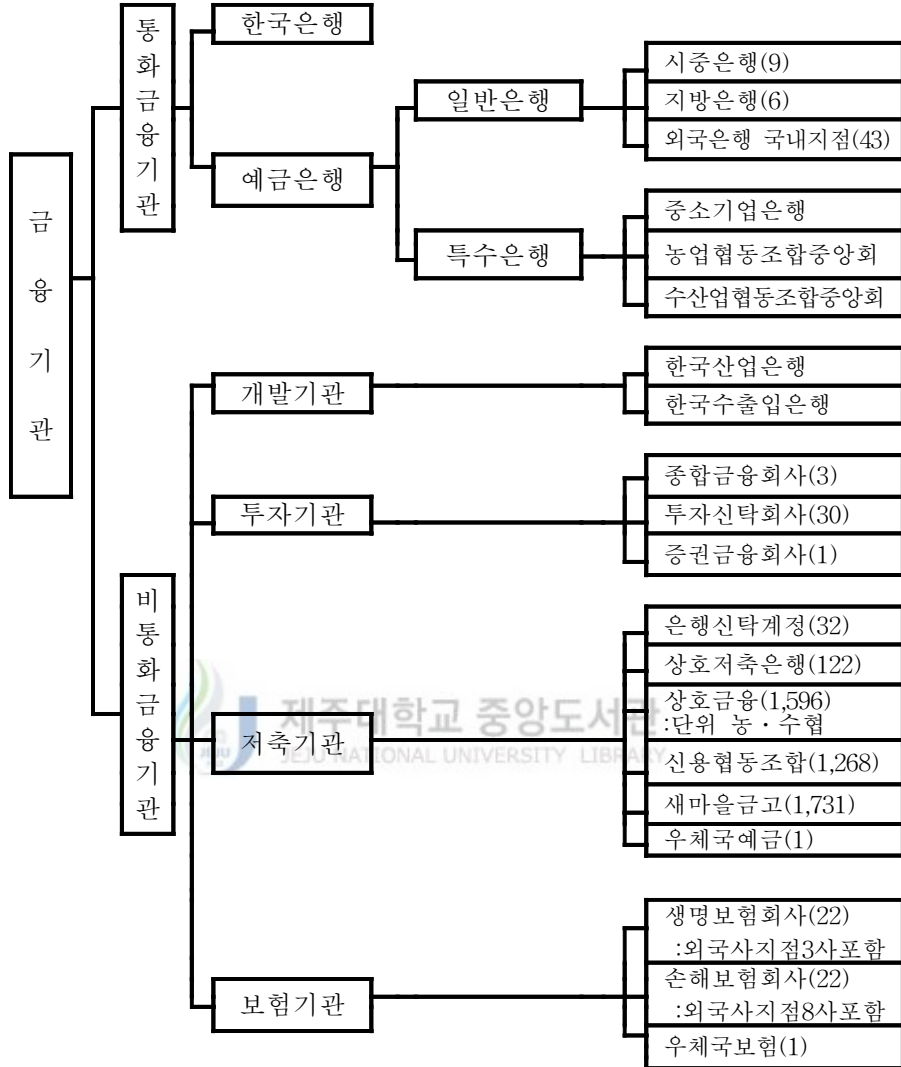 금융기관
통화금융기관
한국은행
예금은행
일반은행
시중은행(9)
지방은행(6)
외국은행 국내지점(43)
특수은행
중소기업은행
농업협동조합중앙회
수산업협동조합중앙회
비통화금융기관
개발기관
한국산업은행
한국수출입은행
투자기관
종합금융회사(3)
투자신탁회사(30)
증권금융회사(1)
저축기관
은행신탁계정(32)
상호저축은행(122)
상호금융(1,596)
:단위 농·수협
신용협동조합(1,268)
새마을금고(1,731)
우체국예금(1)
보험기관
생명보험회사(22)
:외국사지점3사포함
손해보험회사(22)
:외국사지점8사포함
우체국보험(1)
제주대학교 중앙도서관
JEJU NATIONAL UNIVERSITY LIBRARY
JEJU